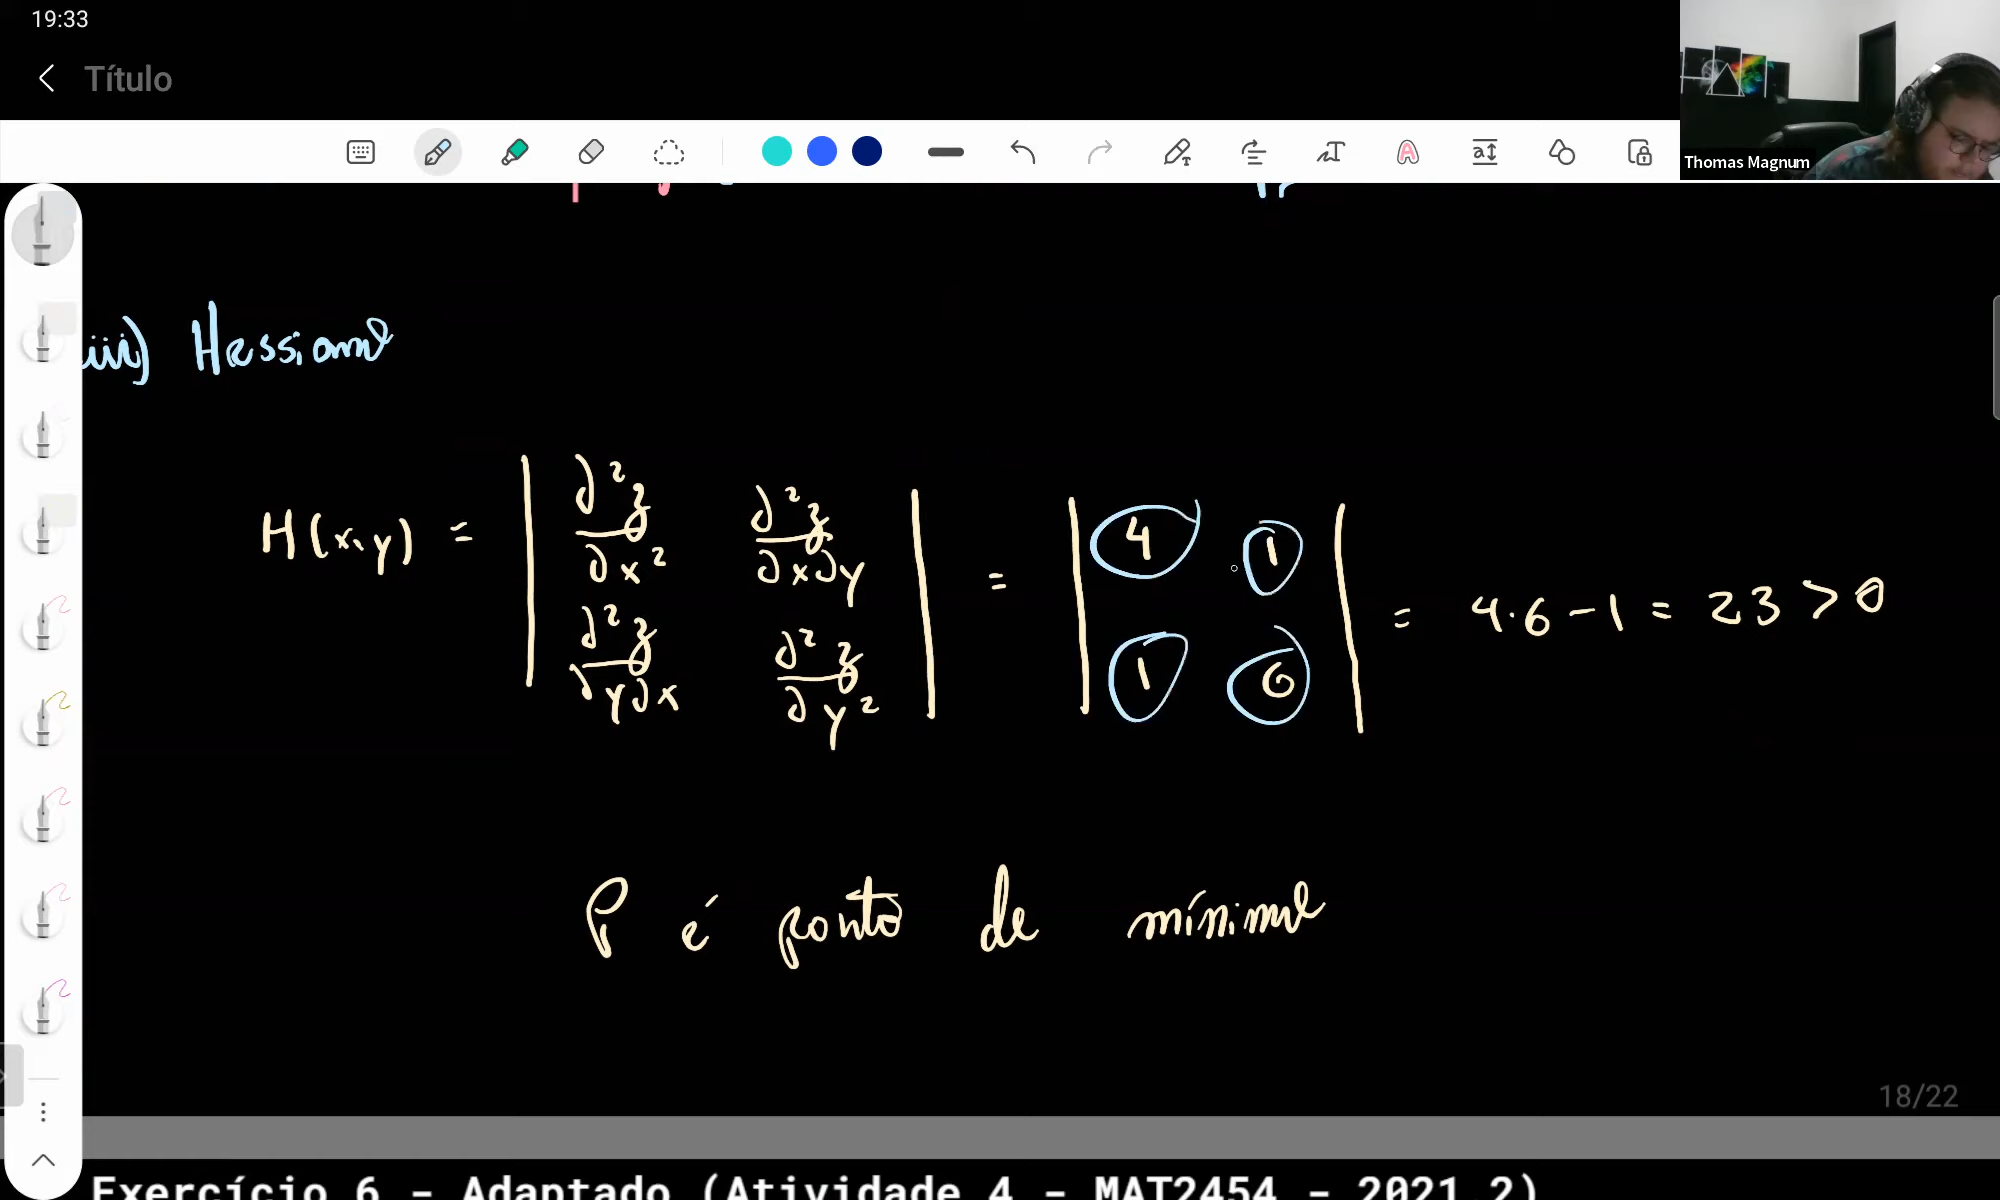 19:33
Título
Thomas Magnum
iii) Hessiano
H(x,y) = | ∂²z/∂x² ∂²z/∂x∂y | = | 4 1 | = 4·6 - 1 = 23 > 0
| ∂²z/∂y∂x ∂²z/∂y² | | 1 6 |
P é ponto de mínimo
18/22
Exercício 6 - Adaptado (Atividade 4 - MAT2454 - 2021.2)